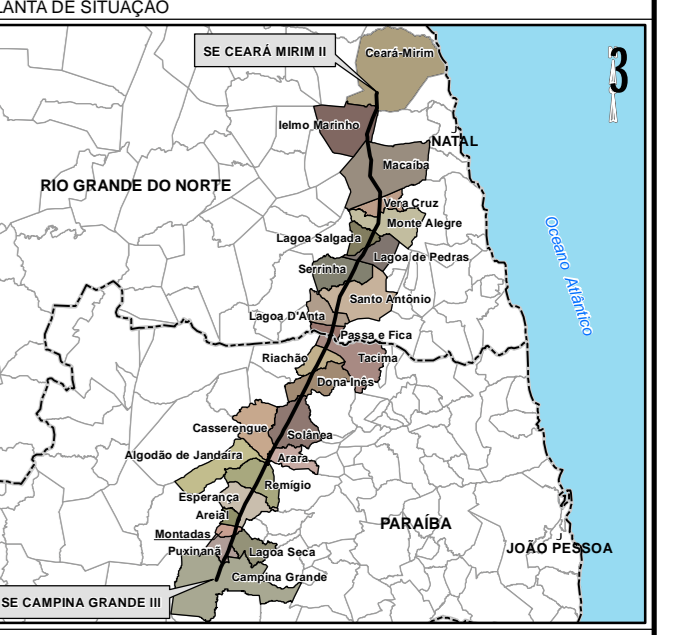 LANTA DE SITUAÇÃO
SE CEARÁ MIRIM II
Ceará-Mirim
Ielmo Marinho
NATAL
Macaíba
RIO GRANDE DO NORTE
Vera Cruz
Monte Alegre
Lagoa Salgada
Lagoa de Pedras
Serrinha
Oceano Atlântico
Santo Antônio
Lagoa D'Anta
Passa e Fica
Riachão
Tacima
Dona Inês
Casserengue
Solânea
Algodão de Jandaíra
Arara
Remígio
Esperança
Areial
PARAÍBA
Montadas
JOÃO PESSOA
Puxinanã
Lagoa Seca
Campina Grande
SE CAMPINA GRANDE III